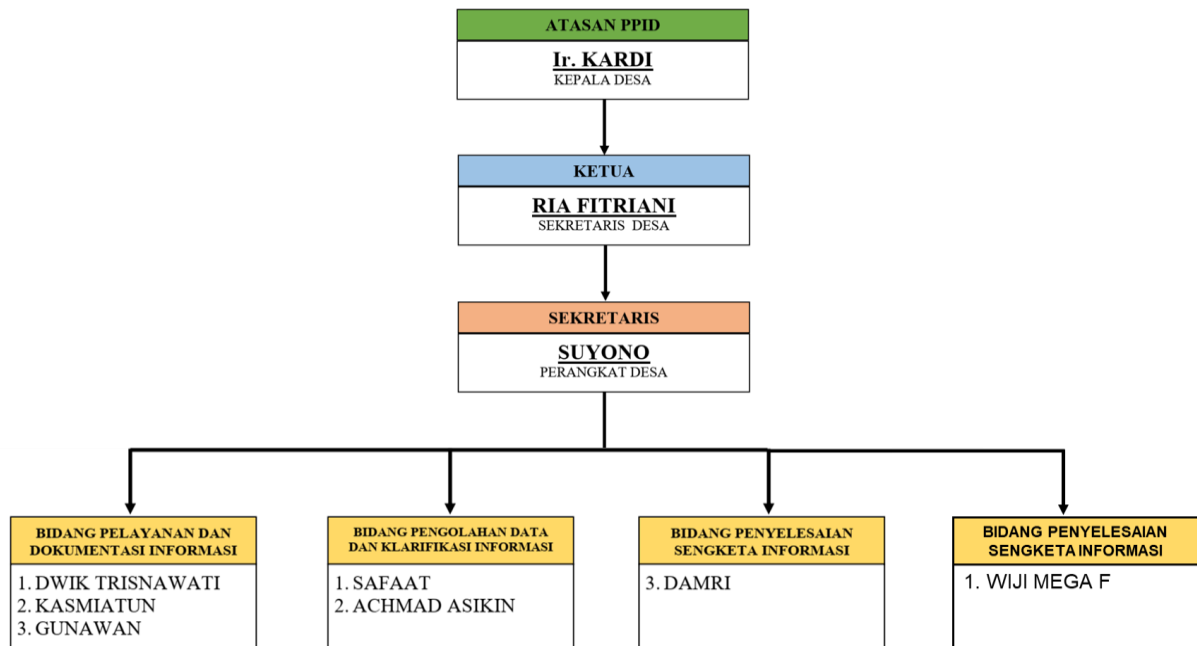 ATASAN PPID
Ir. KARDI
KEPALA DESA
KETUA
RIA FITRIANI
SEKRETARIS DESA
SEKRETARIS
SUYONO
PERANGKAT DESA
BIDANG PELAYANAN DAN
DOKUMENTASI INFORMASI
1. DWIK TRISNAWATI
2. KASMIATUN
3. GUNAWAN
BIDANG PENGOLAHAN DATA
DAN KLARIFIKASI INFORMASI
1. SAFAAT
2. ACHMAD ASIKIN
BIDANG PENYELESAIAN
SENGKETA INFORMASI
3. DAMRI
BIDANG PENYELESAIAN
SENGKETA INFORMASI
1. WIJI MEGA F